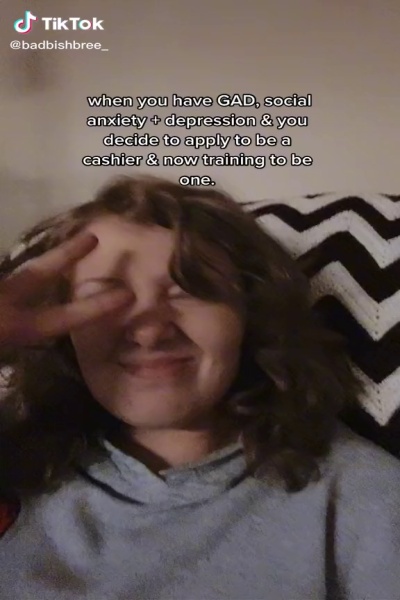 TikTok
@badbishbree_
when you have GAD, social
anxiety + depression & you
decide to apply to be a
cashier & now training to be
one.